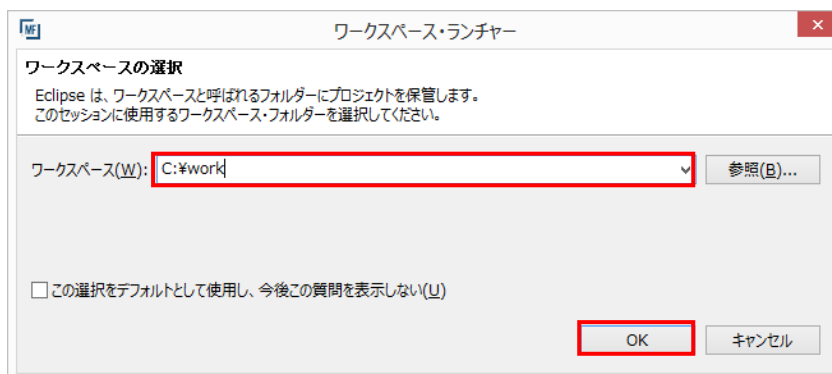 MF
ワークスペース・ランチャー
ワークスペースの選択
Eclipse は、ワークスペースと呼ばれるフォルダーにプロジェクトを保管します。
このセッションに使用するワークスペース・フォルダーを選択してください。
ワークスペース(W): C:¥work 参照(B)...
この選択をデフォルトとして使用し、今後この質問を表示しない(U)
OK キャンセル